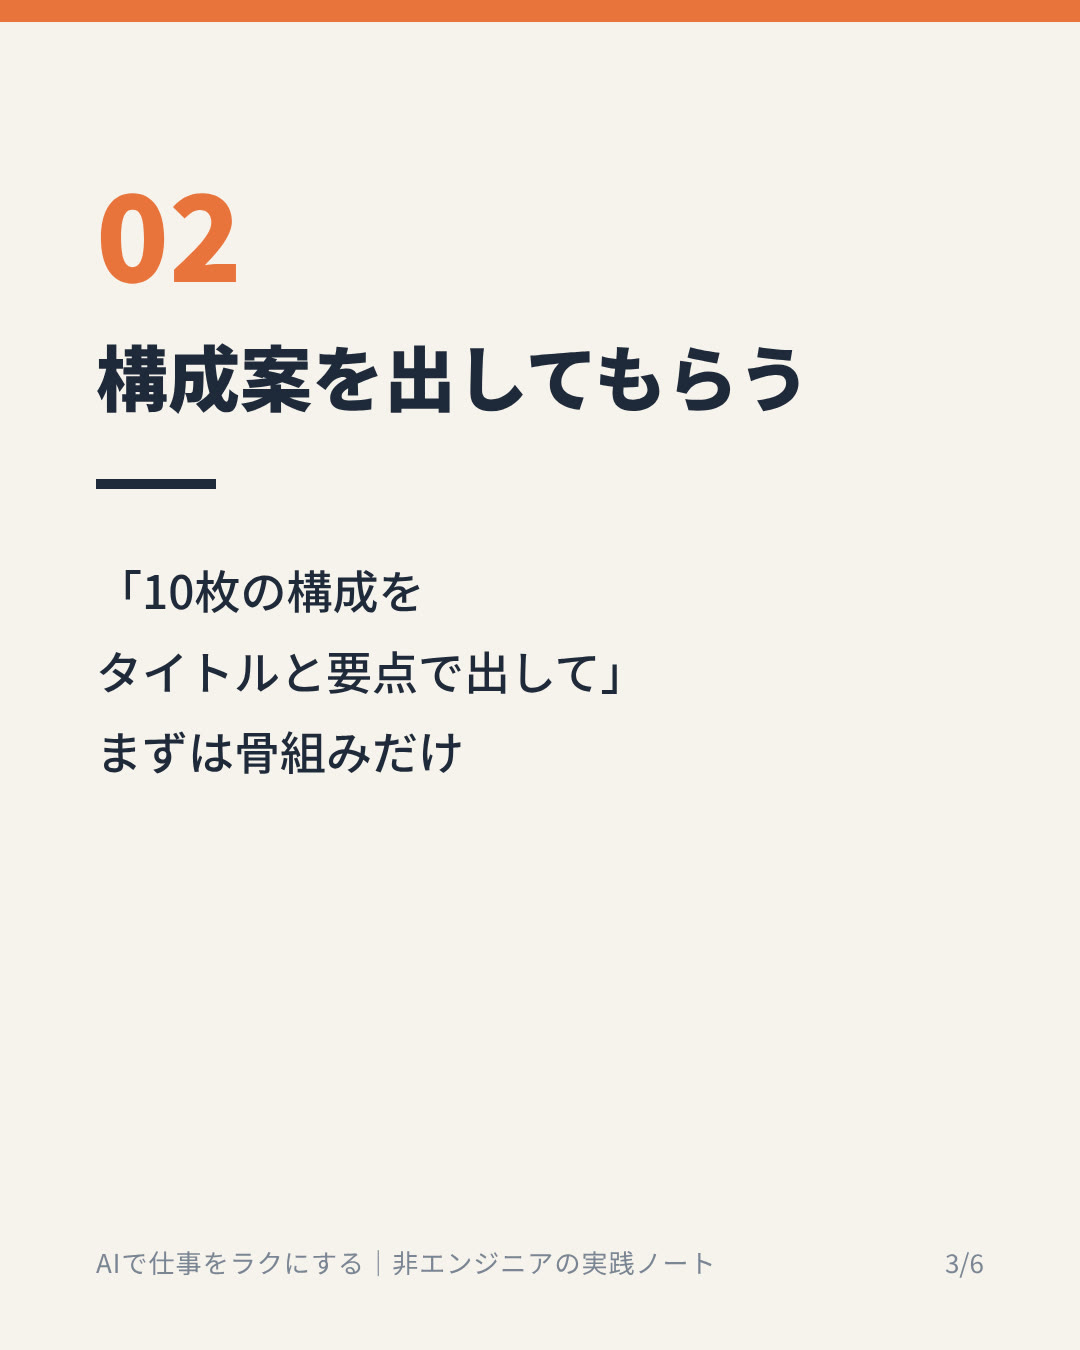 02
構成案を出してもらう
「10枚の構成を
タイトルと要点で出して」
まずは骨組みだけ
AIで仕事をラクにする｜非エンジニアの実践ノート
3/6